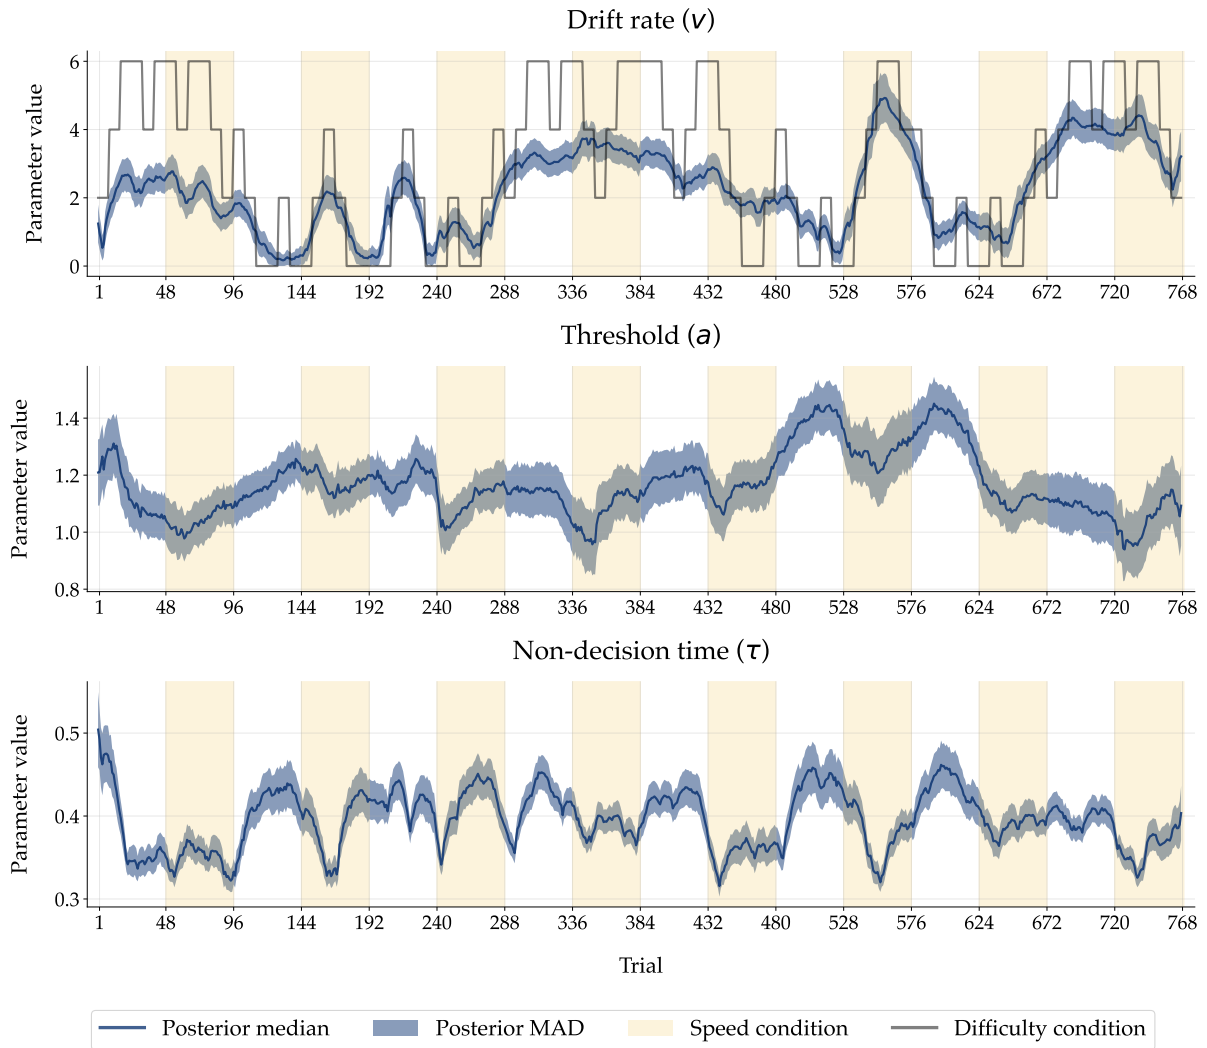 Drift rate (v)
Parameter value
6
4
2
0
1 48 96 144 192 240 288 336 384 432 480 528 576 624 672 720 768
Threshold (a)
Parameter value
1.4
1.2
1.0
0.8
1 48 96 144 192 240 288 336 384 432 480 528 576 624 672 720 768
Non-decision time (τ)
Parameter value
0.5
0.4
0.3
1 48 96 144 192 240 288 336 384 432 480 528 576 624 672 720 768
Trial
Posterior median Posterior MAD Speed condition Difficulty condition